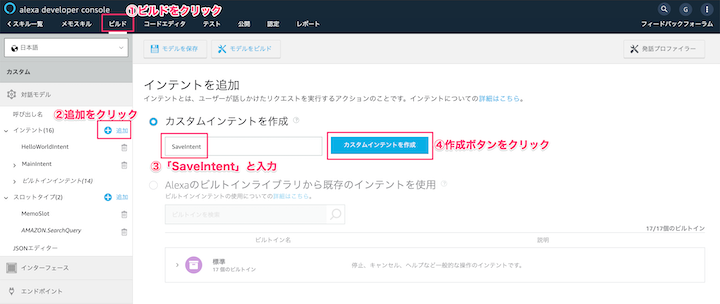 alexa developer console
①ビルドをクリック
G
スキル一覧 メモスキル ビルド コードエディタ テスト 公開 認定 レポート フィードバックフォーラム
日本語
モデルを保存 モデルをビルド 発話プロファイラー
カスタム
対話モデル
呼び出し名
②追加をクリック
インテント(16) 追加
HelloWorldIntent
MainIntent
ビルトインインテント(14)
スロットタイプ(2) 追加
MemoSlot
AMAZON.SearchQuery
JSONエディター
インターフェース
エンドポイント
インテントを追加
インテントとは、ユーザーが話しかけたリクエストを実行するアクションのことです。インテントについての詳細はこちら。
カスタムインテントを作成
SaveIntent カスタムインテントを作成
④作成ボタンをクリック
③「SaveIntent」と入力
Alexaのビルトインライブラリから既存のインテントを使用
ビルトインインテントの使用についての詳細はこちら。
ビルトインを検索
17/17個のビルトイン
ビルトイン名 説明
標準
17 個のビルトイン
停止、キャンセル、ヘルプなど一般的な操作のインテントです。